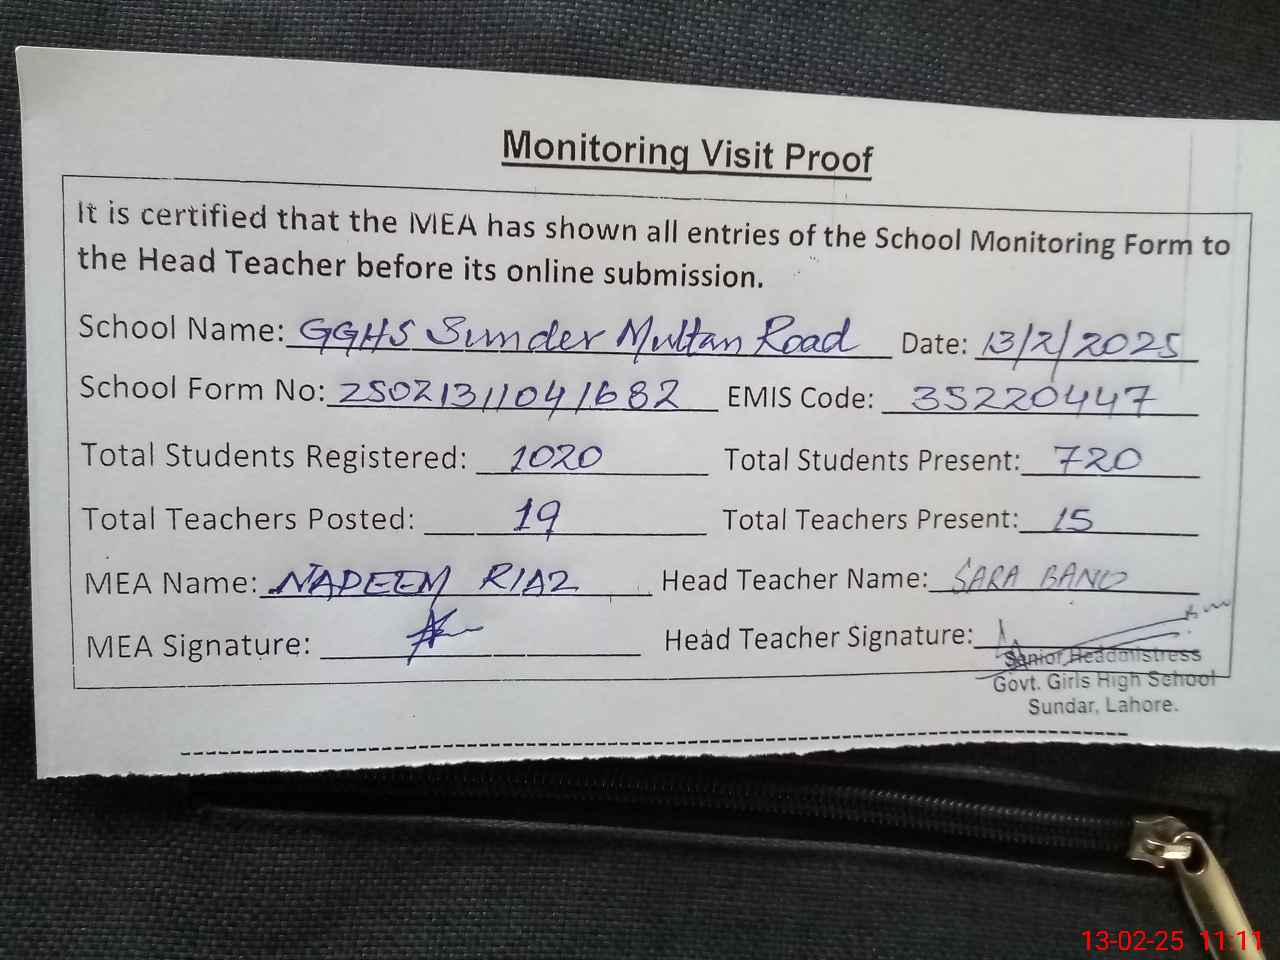 Monitoring Visit Proof
It is certified that the MEA has shown all entries of the School Monitoring Form to
the Head Teacher before its online submission.
School Name: GGHS Sunder Multan Road Date: 13/2/2025
School Form No: 25021311041682 EMIS Code: 35220447
Total Students Registered: 1020 Total Students Present: 720
Total Teachers Posted: 19 Total Teachers Present: 15
MEA Name: NADEEM RIAZ Head Teacher Name: SARA BANO
MEA Signature: Head Teacher Signature:
Senior Headmistress
Govt. Girls High School
Sundar, Lahore.
13-02-25 11:11